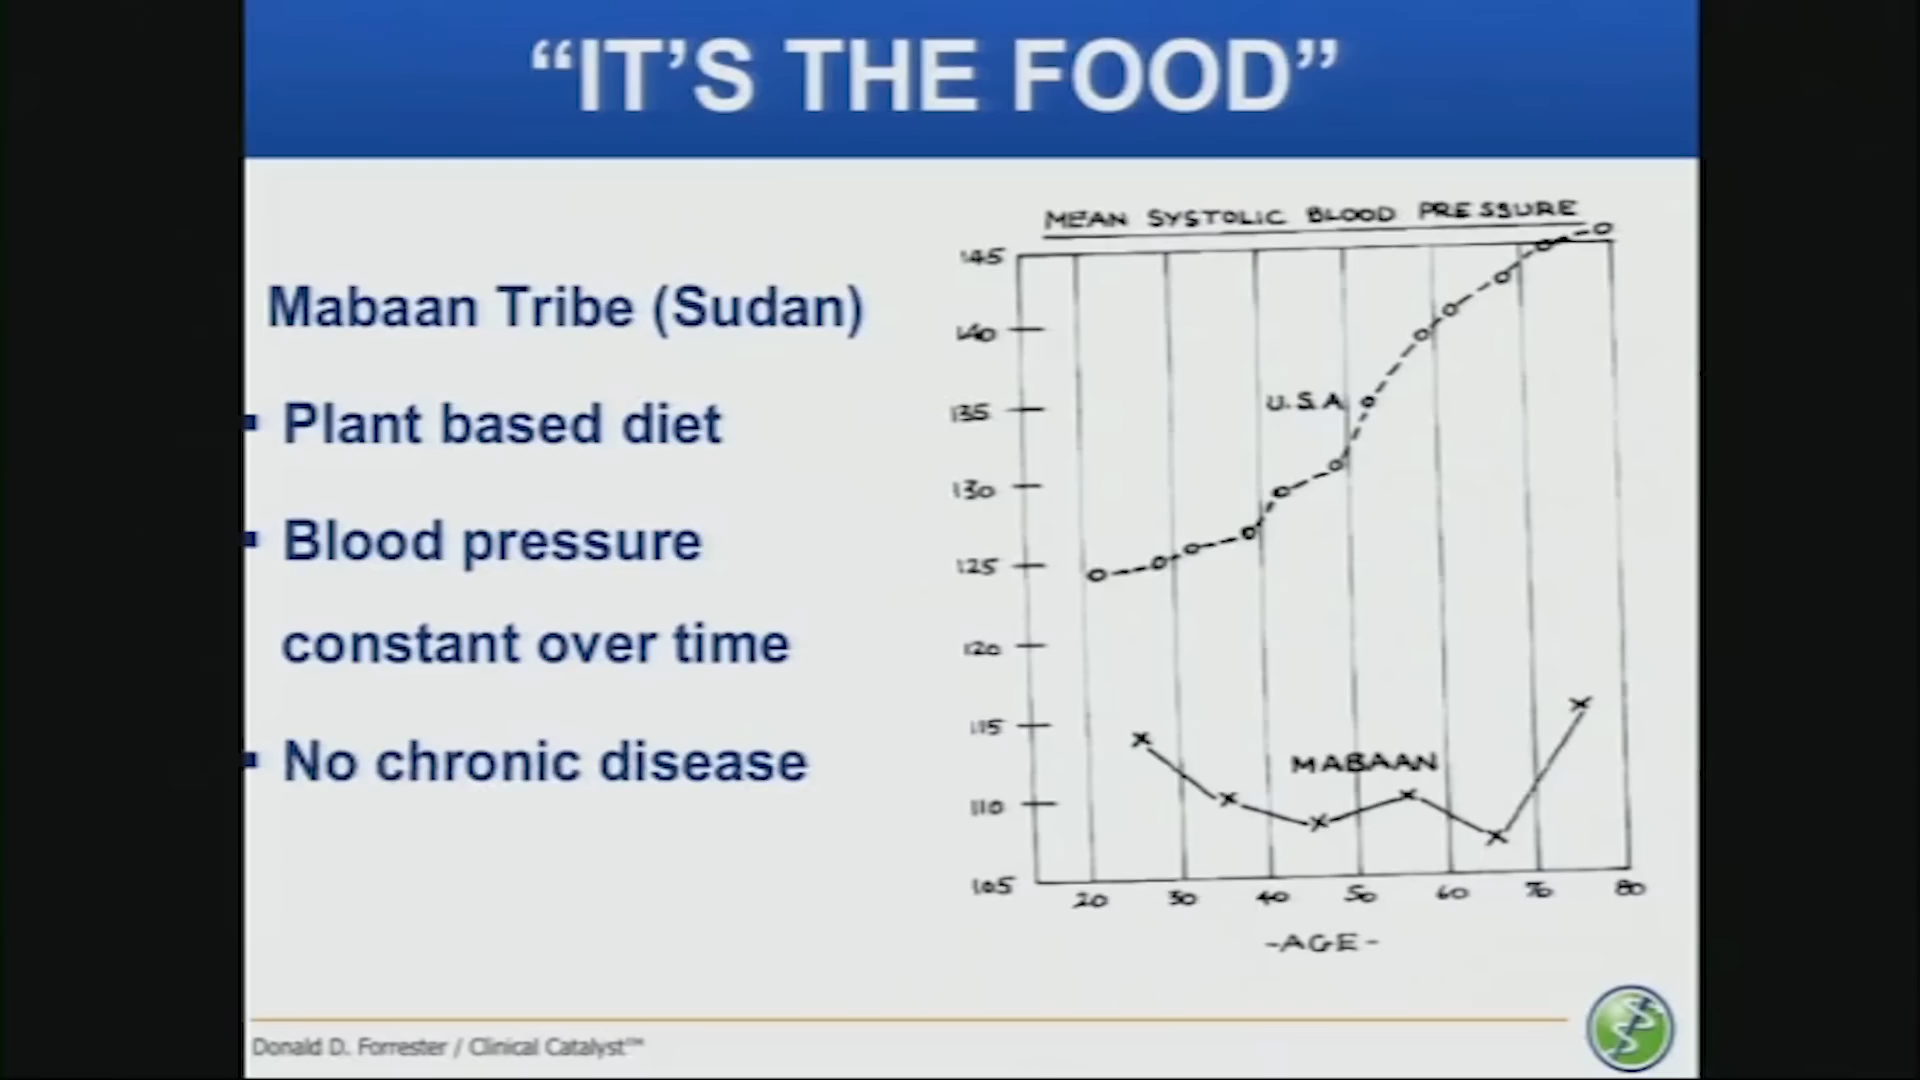 “IT’S THE FOOD”
Mabaan Tribe (Sudan)
▪ Plant based diet
▪ Blood pressure
constant over time
▪ No chronic disease
MEAN SYSTOLIC BLOOD PRESSURE
145
140
135
130
125
120
115
110
105
U.S.A
MABAAN
20 30 40 50 60 70 80
-AGE-
Donald D. Forrester / Clinical Catalyst™